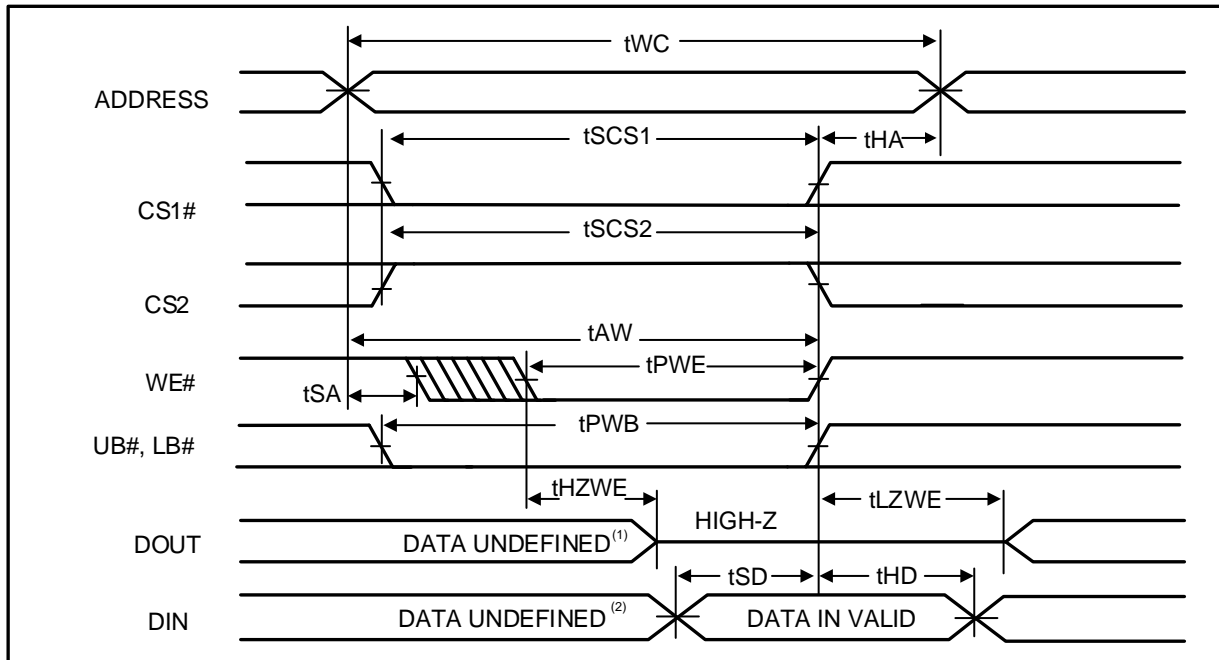 tWC
ADDRESS
tSCS1
tHA
CS1#
tSCS2
CS2
tAW
WE#
tPWE
tSA
tPWB
UB#, LB#
tHZWE
tLZWE
HIGH-Z
DOUT
DATA UNDEFINED(1)
tSD
tHD
DIN
DATA UNDEFINED (2)
DATA IN VALID